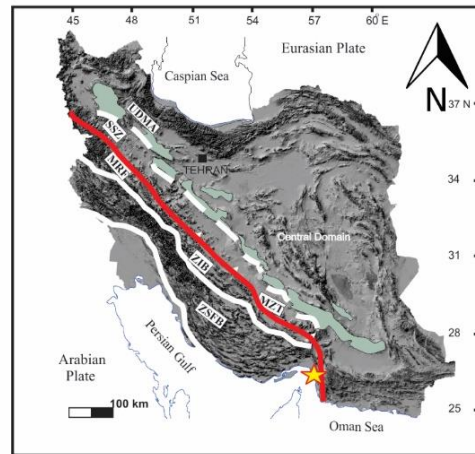 45 48 51 54 57 60 E
Eurasian Plate
Caspian Sea
N
37 N
UDMA
SSZ
TEHRAN
MRF
34
Central Domain
31
ZIB
MZT
ZSFB
Persian Gulf
28
Arabian
Plate
100 km
25
Oman Sea